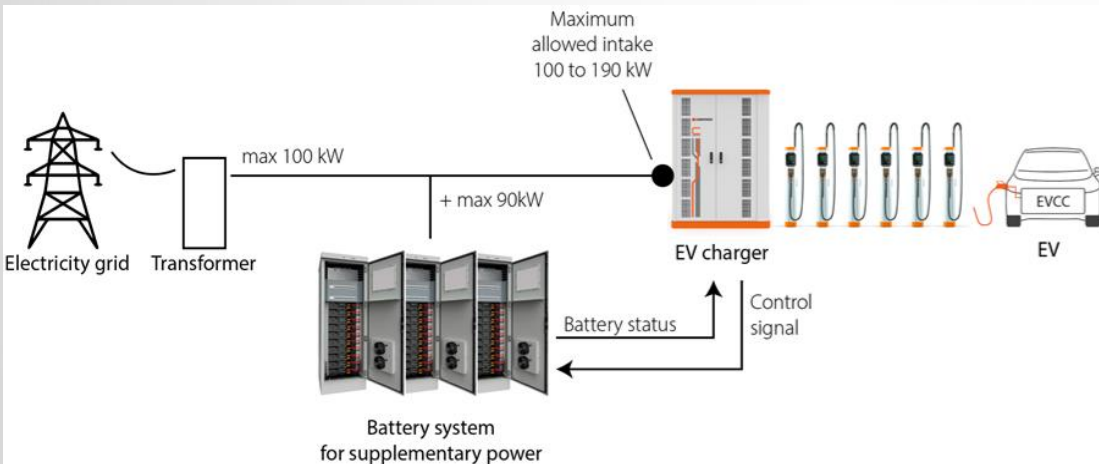 Maximum
allowed intake
100 to 190 kW
max 100 kW
+ max 90kW
EVCC
Electricity grid
Transformer
EV charger
EV
Battery status
Control
signal
Battery system
for supplementary power